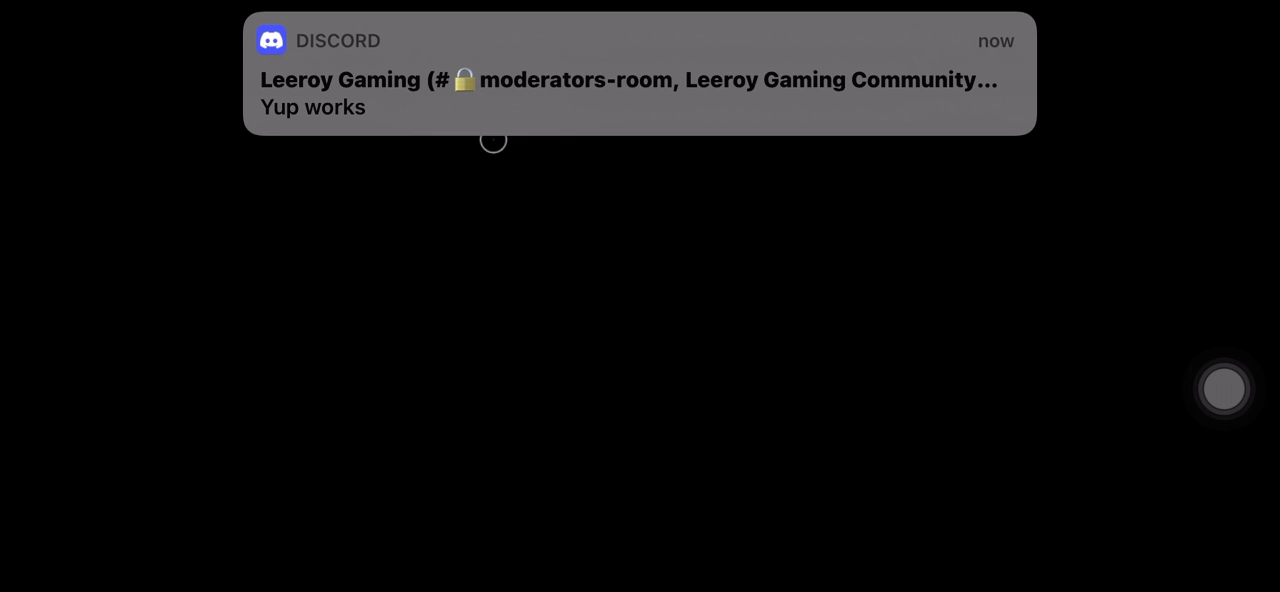 DISCORD now
Leeroy Gaming (#🔒moderators-room, Leeroy Gaming Community...
Yup works